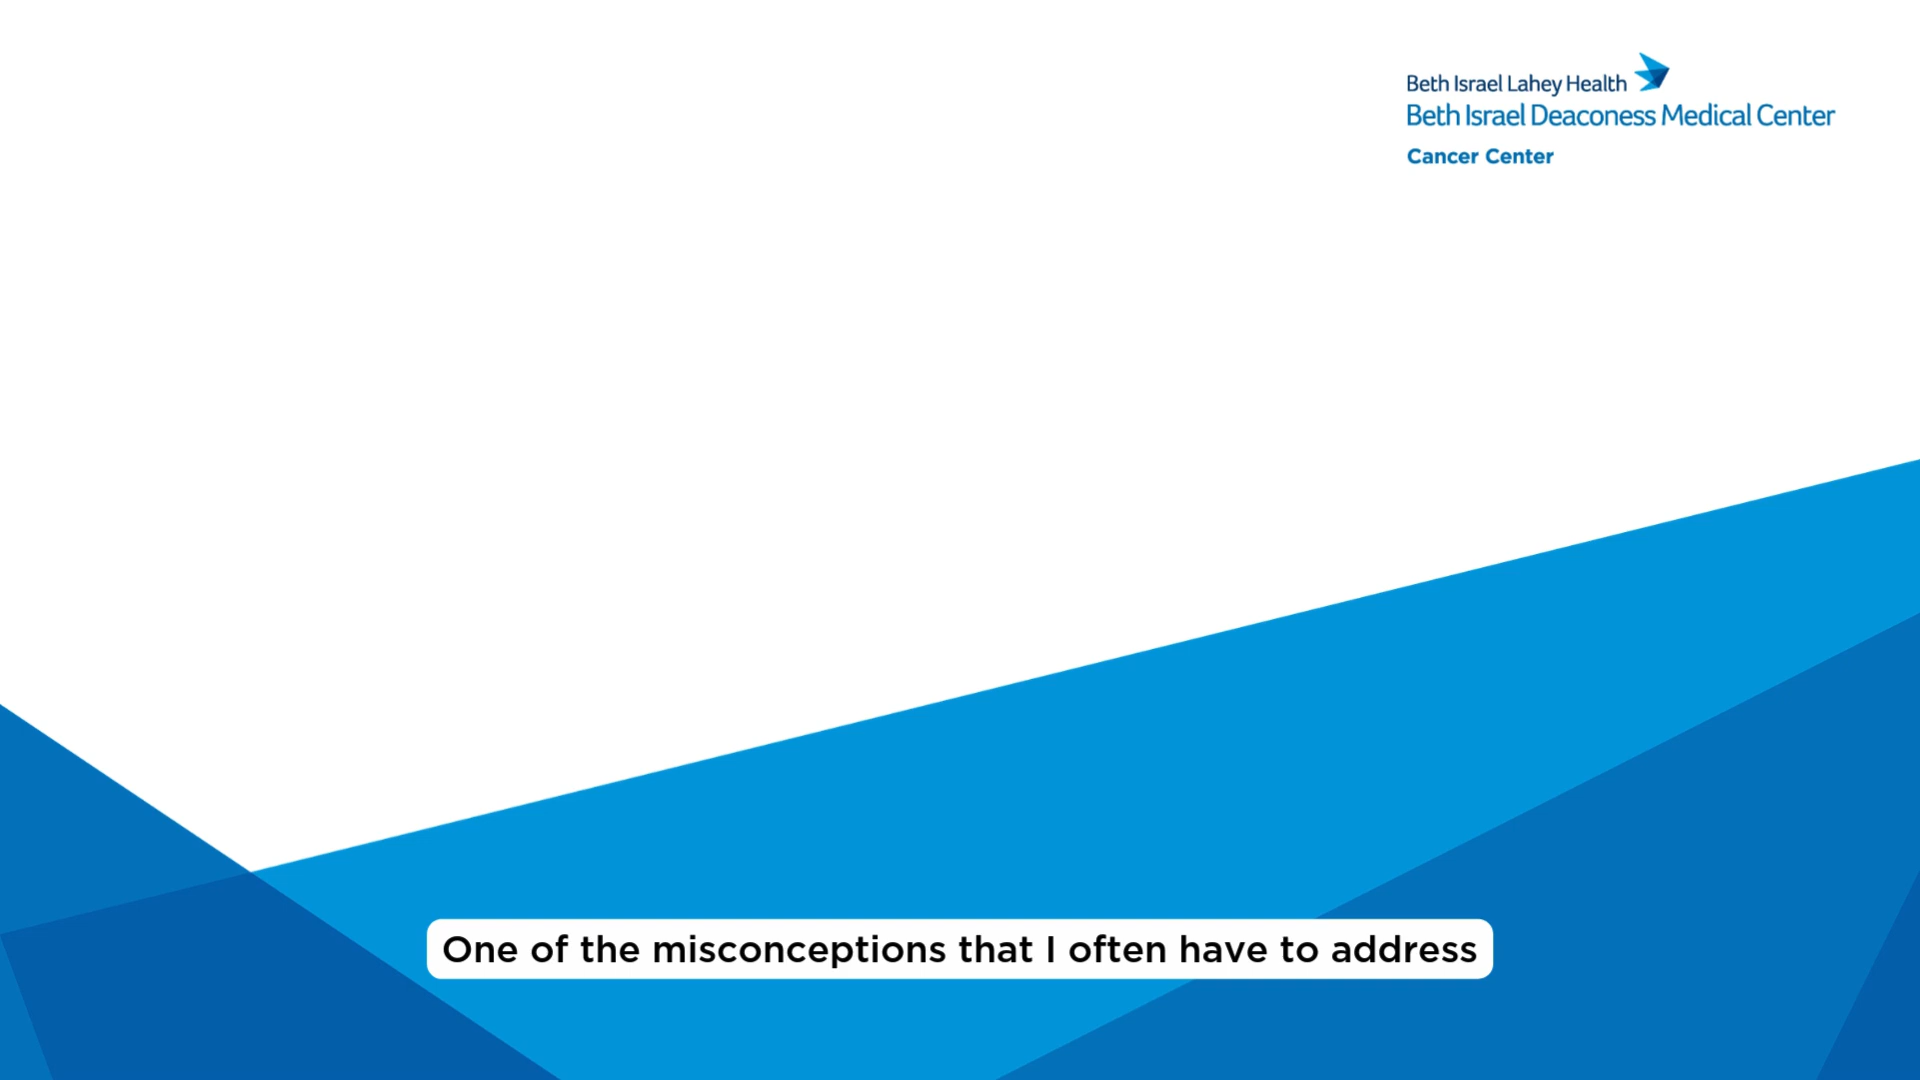 Beth Israel Lahey Health
Beth Israel Deaconess Medical Center
Cancer Center
One of the misconceptions that I often have to address